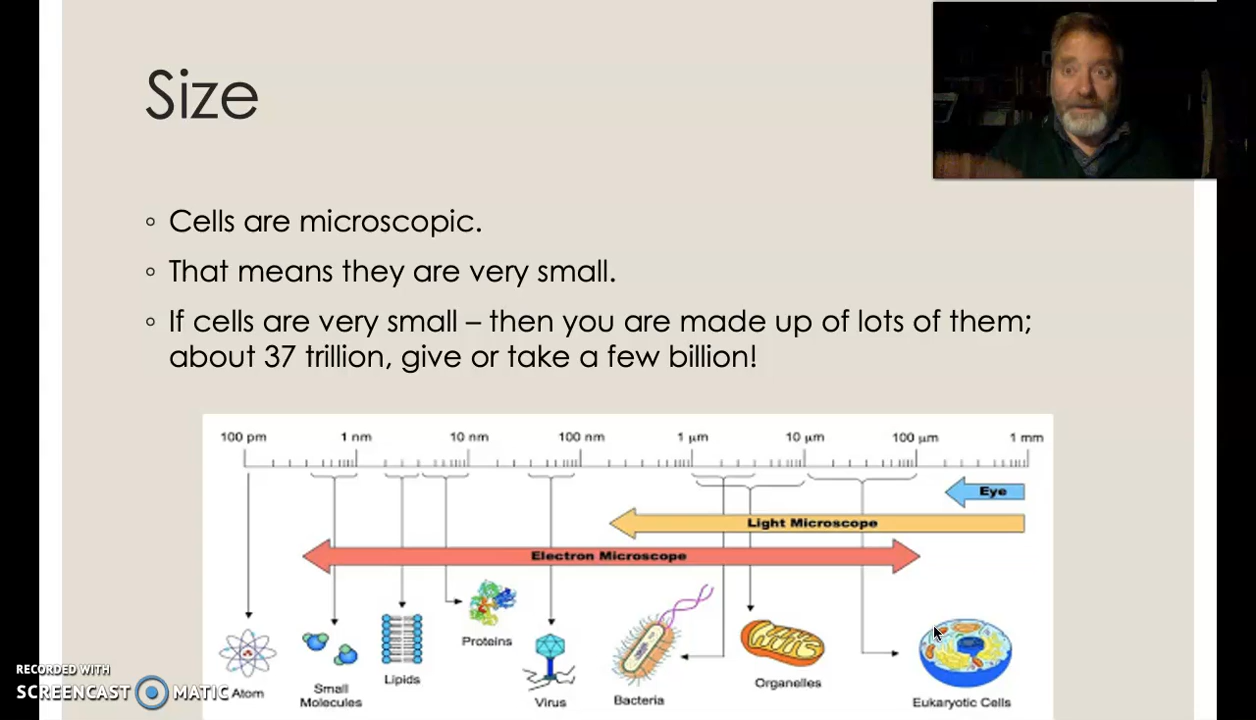 Size
◦ Cells are microscopic.
◦ That means they are very small.
◦ If cells are very small – then you are made up of lots of them;
about 37 trillion, give or take a few billion!
100 pm 1 nm 10 nm 100 nm 1 µm 10 µm 100 µm 1 mm
Eye
Light Microscope
Electron Microscope
Proteins
Lipids
Organelles
Atom
Small
Molecules
Virus
Bacteria
Eukaryotic Cells
RECORDED WITH
SCREENCAST MATIC